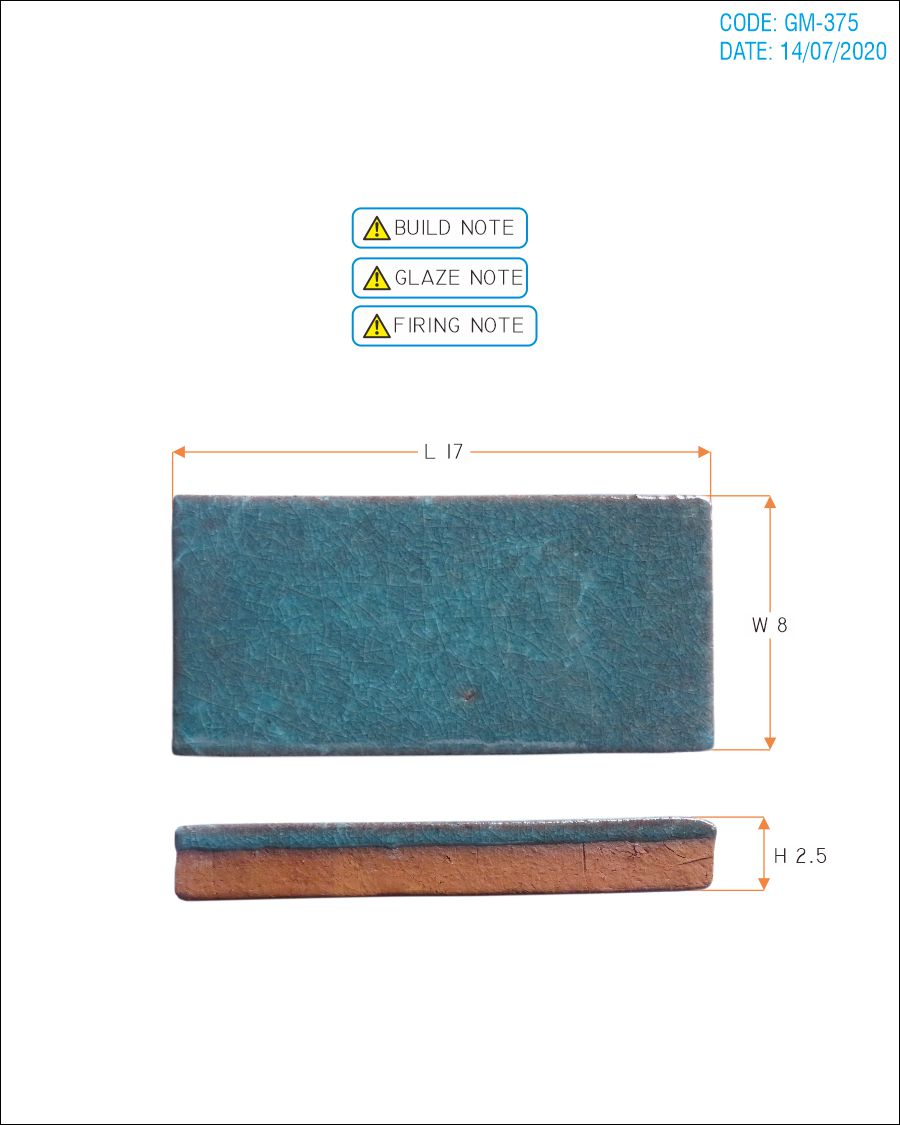 CODE: GM-375
DATE: 14/07/2020
BUILD NOTE
GLAZE NOTE
FIRING NOTE
L 17
W 8
H 2.5